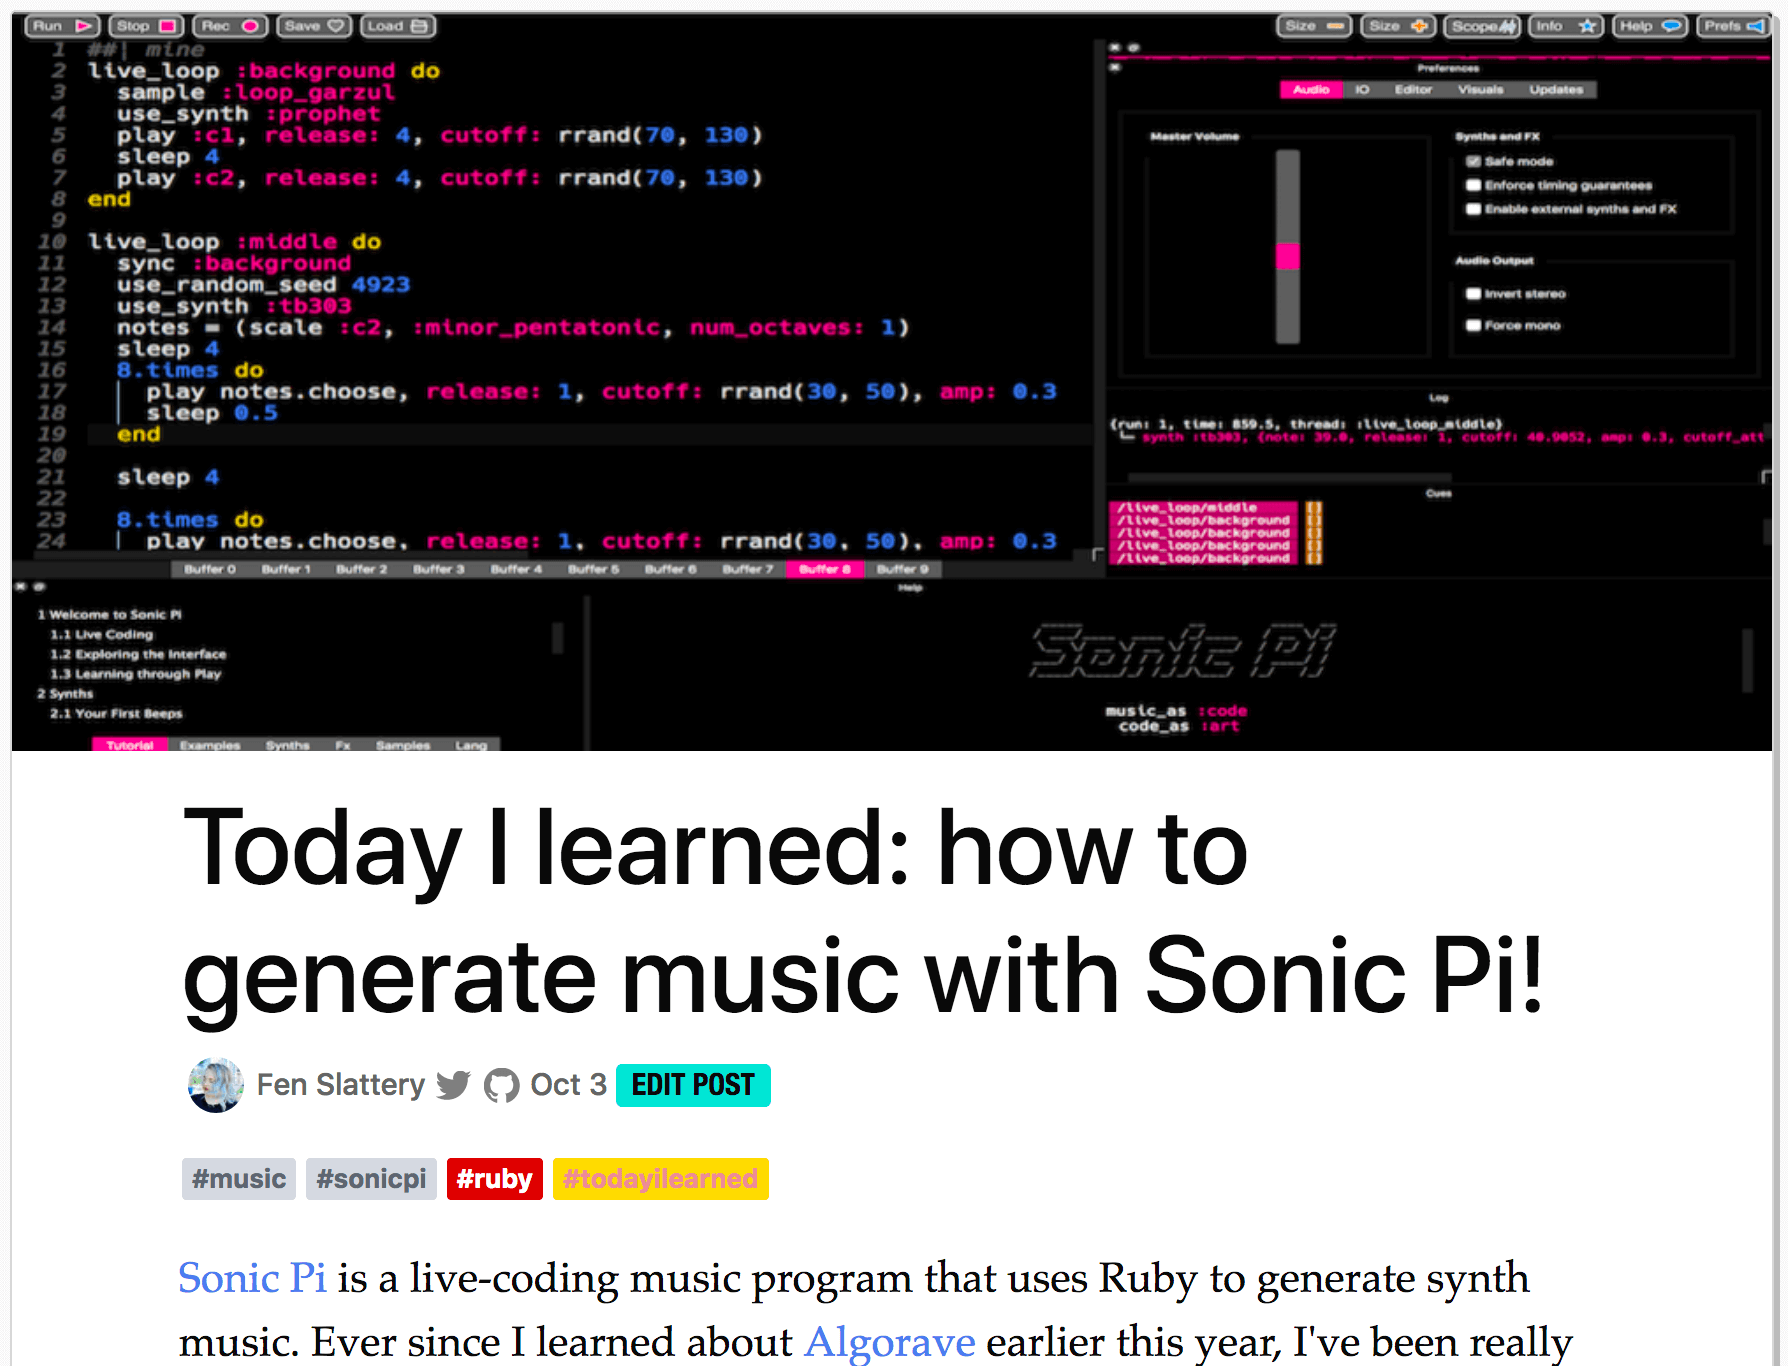 Run Stop Rec Save Load Size Size Scope Info Help Prefs
1 ##| mine
2 live_loop :background do
3 sample :loop_garzul
4 use_synth :prophet
5 play :c1, release: 4, cutoff: rrand(70, 130)
6 sleep 4
7 play :c2, release: 4, cutoff: rrand(70, 130)
8 end
9
10 live_loop :middle do
11 sync :background
12 use_random_seed 4923
13 use_synth :tb303
14 notes = (scale :c2, :minor_pentatonic, num_octaves: 1)
15 sleep 4
16 8.times do
17 play notes.choose, release: 1, cutoff: rrand(30, 50), amp: 0.3
18 sleep 0.5
19 end
20
21 sleep 4
22
23 8.times do
24 play notes.choose, release: 1, cutoff: rrand(30, 50), amp: 0.3
Buffer 0 Buffer 1 Buffer 2 Buffer 3 Buffer 4 Buffer 5 Buffer 6 Buffer 7 Buffer 8 Buffer 9
Preferences
Audio IO Editor Visuals Updates
Master Volume
Synths and FX
Safe mode
Enforce timing guarantees
Enable external synths and FX
Audio Output
Invert stereo
Force mono
Log
{run: 1, time: 859.5, thread: :live_loop_middle}
synth :tb303, {note: 39.0, release: 1, cutoff: 40.9052, amp: 0.3, cutoff_att
Cues
/live_loop/middle []
/live_loop/background []
/live_loop/background []
/live_loop/background []
/live_loop/background []
Help
1 Welcome to Sonic Pi
1.1 Live Coding
1.2 Exploring the Interface
1.3 Learning through Play
2 Synths
2.1 Your First Beeps
Tutorial Examples Synths Fx Samples Lang
Sonic Pi
music_as :code
code_as :art
Today I learned: how to
generate music with Sonic Pi!
Fen Slattery Oct 3 EDIT POST
#music #sonicpi #ruby #todayilearned
Sonic Pi is a live-coding music program that uses Ruby to generate synth
music. Ever since I learned about Algorave earlier this year, I've been really